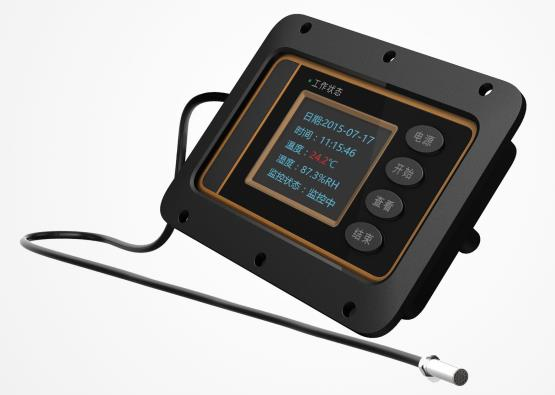 工作状态
日期:2015-07-17
时间：11:15:46
温度：24.2℃
湿度：87.3%RH
监控状态：监控中
电源
开始
查看
结束